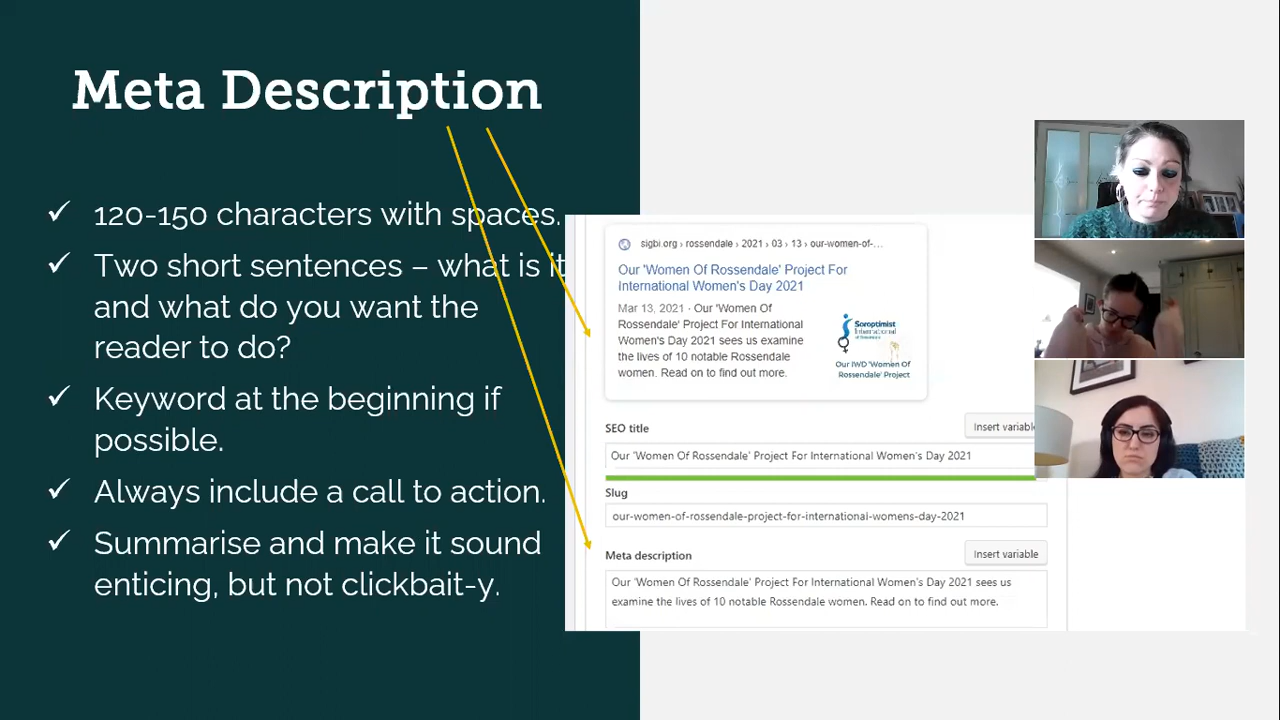 Meta Description
120-150 characters with spaces.
Two short sentences – what is it
and what do you want the
reader to do?
Keyword at the beginning if
possible.
Always include a call to action.
Summarise and make it sound
enticing, but not clickbait-y.
sigbi.org › rossendale › 2021 › 03 › 13 › our-women-of-...
Our 'Women Of Rossendale' Project For
International Women's Day 2021
Mar 13, 2021 · Our 'Women Of
Rossendale' Project For International
Women's Day 2021 sees us examine
the lives of 10 notable Rossendale
women. Read on to find out more.
Soroptimist
International
Our IWD 'Women Of
Rossendale' Project
SEO title
Insert variable
Our 'Women Of Rossendale' Project For International Women's Day 2021
Slug
our-women-of-rossendale-project-for-international-womens-day-2021
Meta description
Insert variable
Our 'Women Of Rossendale' Project For International Women's Day 2021 sees us
examine the lives of 10 notable Rossendale women. Read on to find out more.